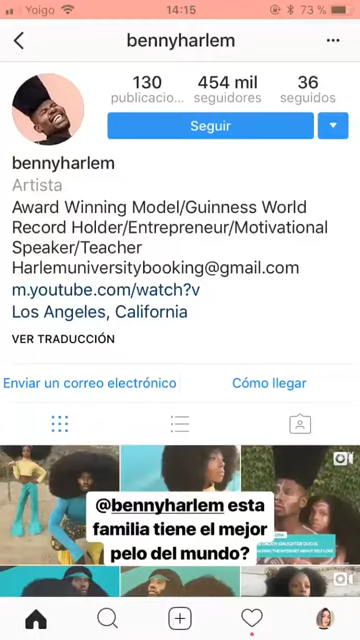 Yoigo 14:15 73 %
bennyharlem
130 454 mil 36
publicacio... seguidores seguidos
Seguir
bennyharlem
Artista
Award Winning Model/Guinness World
Record Holder/Entrepreneur/Motivational
Speaker/Teacher
Harlemuniversitybooking@gmail.com
m.youtube.com/watch?v
Los Angeles, California
VER TRADUCCIÓN
Enviar un correo electrónico Cómo llegar
@bennyharlem esta
familia tiene el mejor
pelo del mundo?